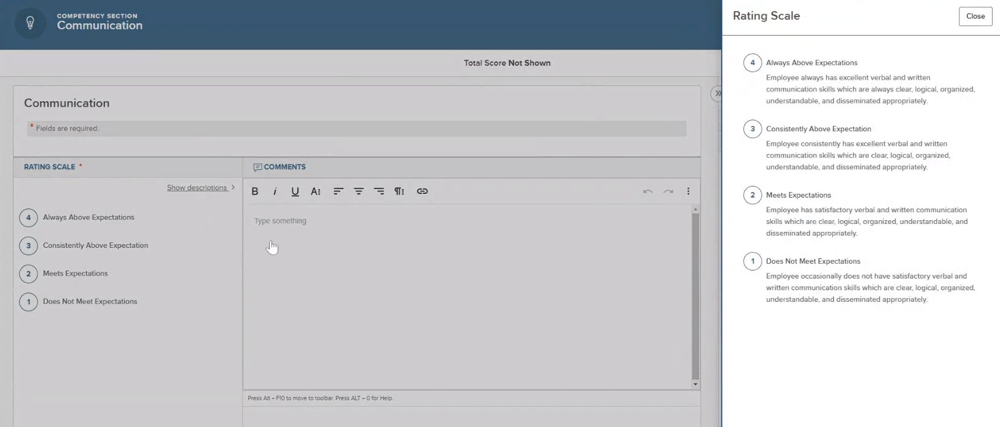 COMPETENCY SECTION
Communication
Total Score Not Shown
Communication
* Fields are required.
RATING SCALE *
Show descriptions >
4 Always Above Expectations
3 Consistently Above Expectation
2 Meets Expectations
1 Does Not Meet Expectations
COMMENTS
B i U A
Type something
Press Alt + F10 to move to toolbar. Press ALT + 0 for Help.
Rating Scale
Close
4 Always Above Expectations
Employee always has excellent verbal and written
communication skills which are always clear, logical, organized,
understandable, and disseminated appropriately.
3 Consistently Above Expectation
Employee consistently has excellent verbal and written
communication skills which are clear, logical, organized,
understandable, and disseminated appropriately.
2 Meets Expectations
Employee has satisfactory verbal and written communication
skills which are clear, logical, organized, understandable, and
disseminated appropriately.
1 Does Not Meet Expectations
Employee occasionally does not have satisfactory verbal and
written communication skills which are clear, logical, organized,
understandable, and disseminated appropriately.